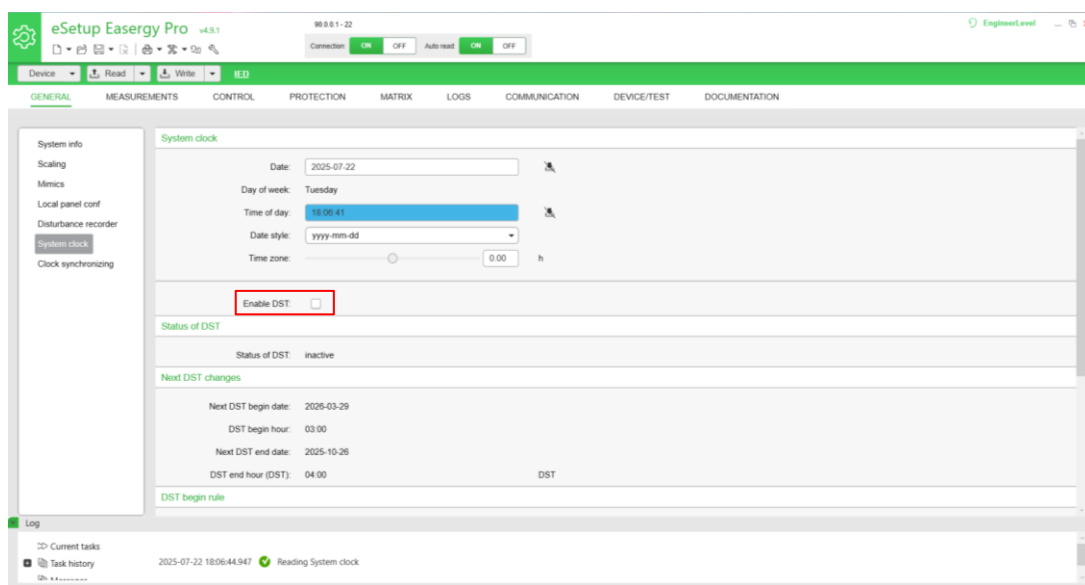 eSetup Easergy Pro v4.9.1
90.0.0.1 - 22
EngineerLevel
Connection: ON OFF Auto read: ON OFF
Device Read Write IED
GENERAL MEASUREMENTS CONTROL PROTECTION MATRIX LOGS COMMUNICATION DEVICE/TEST DOCUMENTATION
System info
Scaling
Mimics
Local panel conf
Disturbance recorder
System clock
Clock synchronizing
System clock
Date: 2025-07-22
Day of week: Tuesday
Time of day: 18:06:41
Date style: yyyy-mm-dd
Time zone: 0.00 h
Enable DST:
Status of DST
Status of DST: inactive
Next DST changes
Next DST begin date: 2026-03-29
DST begin hour: 03:00
Next DST end date: 2025-10-26
DST end hour (DST): 04:00 DST
DST begin rule
Log
Current tasks
Task history
2025-07-22 18:06:44.947 Reading System clock